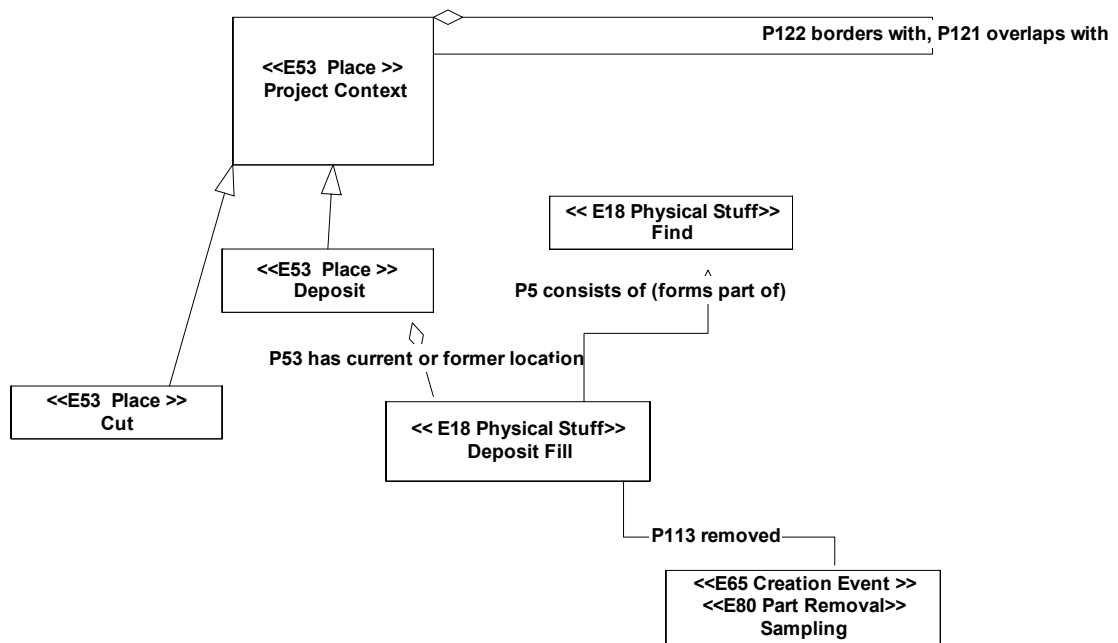 P122 borders with, P121 overlaps with
<<E53  Place >>
Project Context
<< E18 Physical Stuff>>
Find
<<E53  Place >>
Deposit
P5 consists of (forms part of)
P53 has current or former location
<<E53  Place >>
Cut
<< E18 Physical Stuff>>
Deposit Fill
P113 removed
<<E65 Creation Event >>
<<E80 Part Removal>>
Sampling